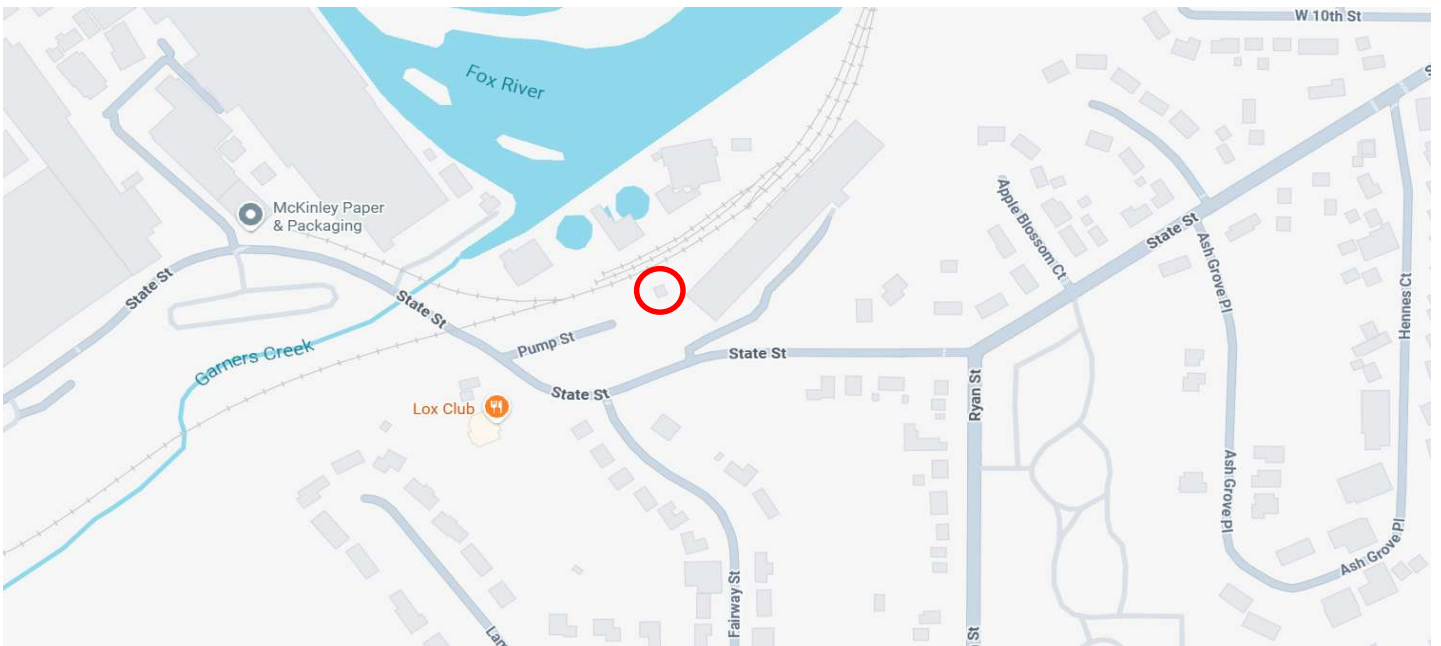 W 10th St
Fox River
McKinley Paper
& Packaging
Apple Blossom Ct
State St
Ash Grove Pl
Hennes Ct
State St
State St
Garners Creek
Pump St
State St
State St
Lox Club
Ryan St
Ash Grove Pl
Ash Grove Pl
Fairway St